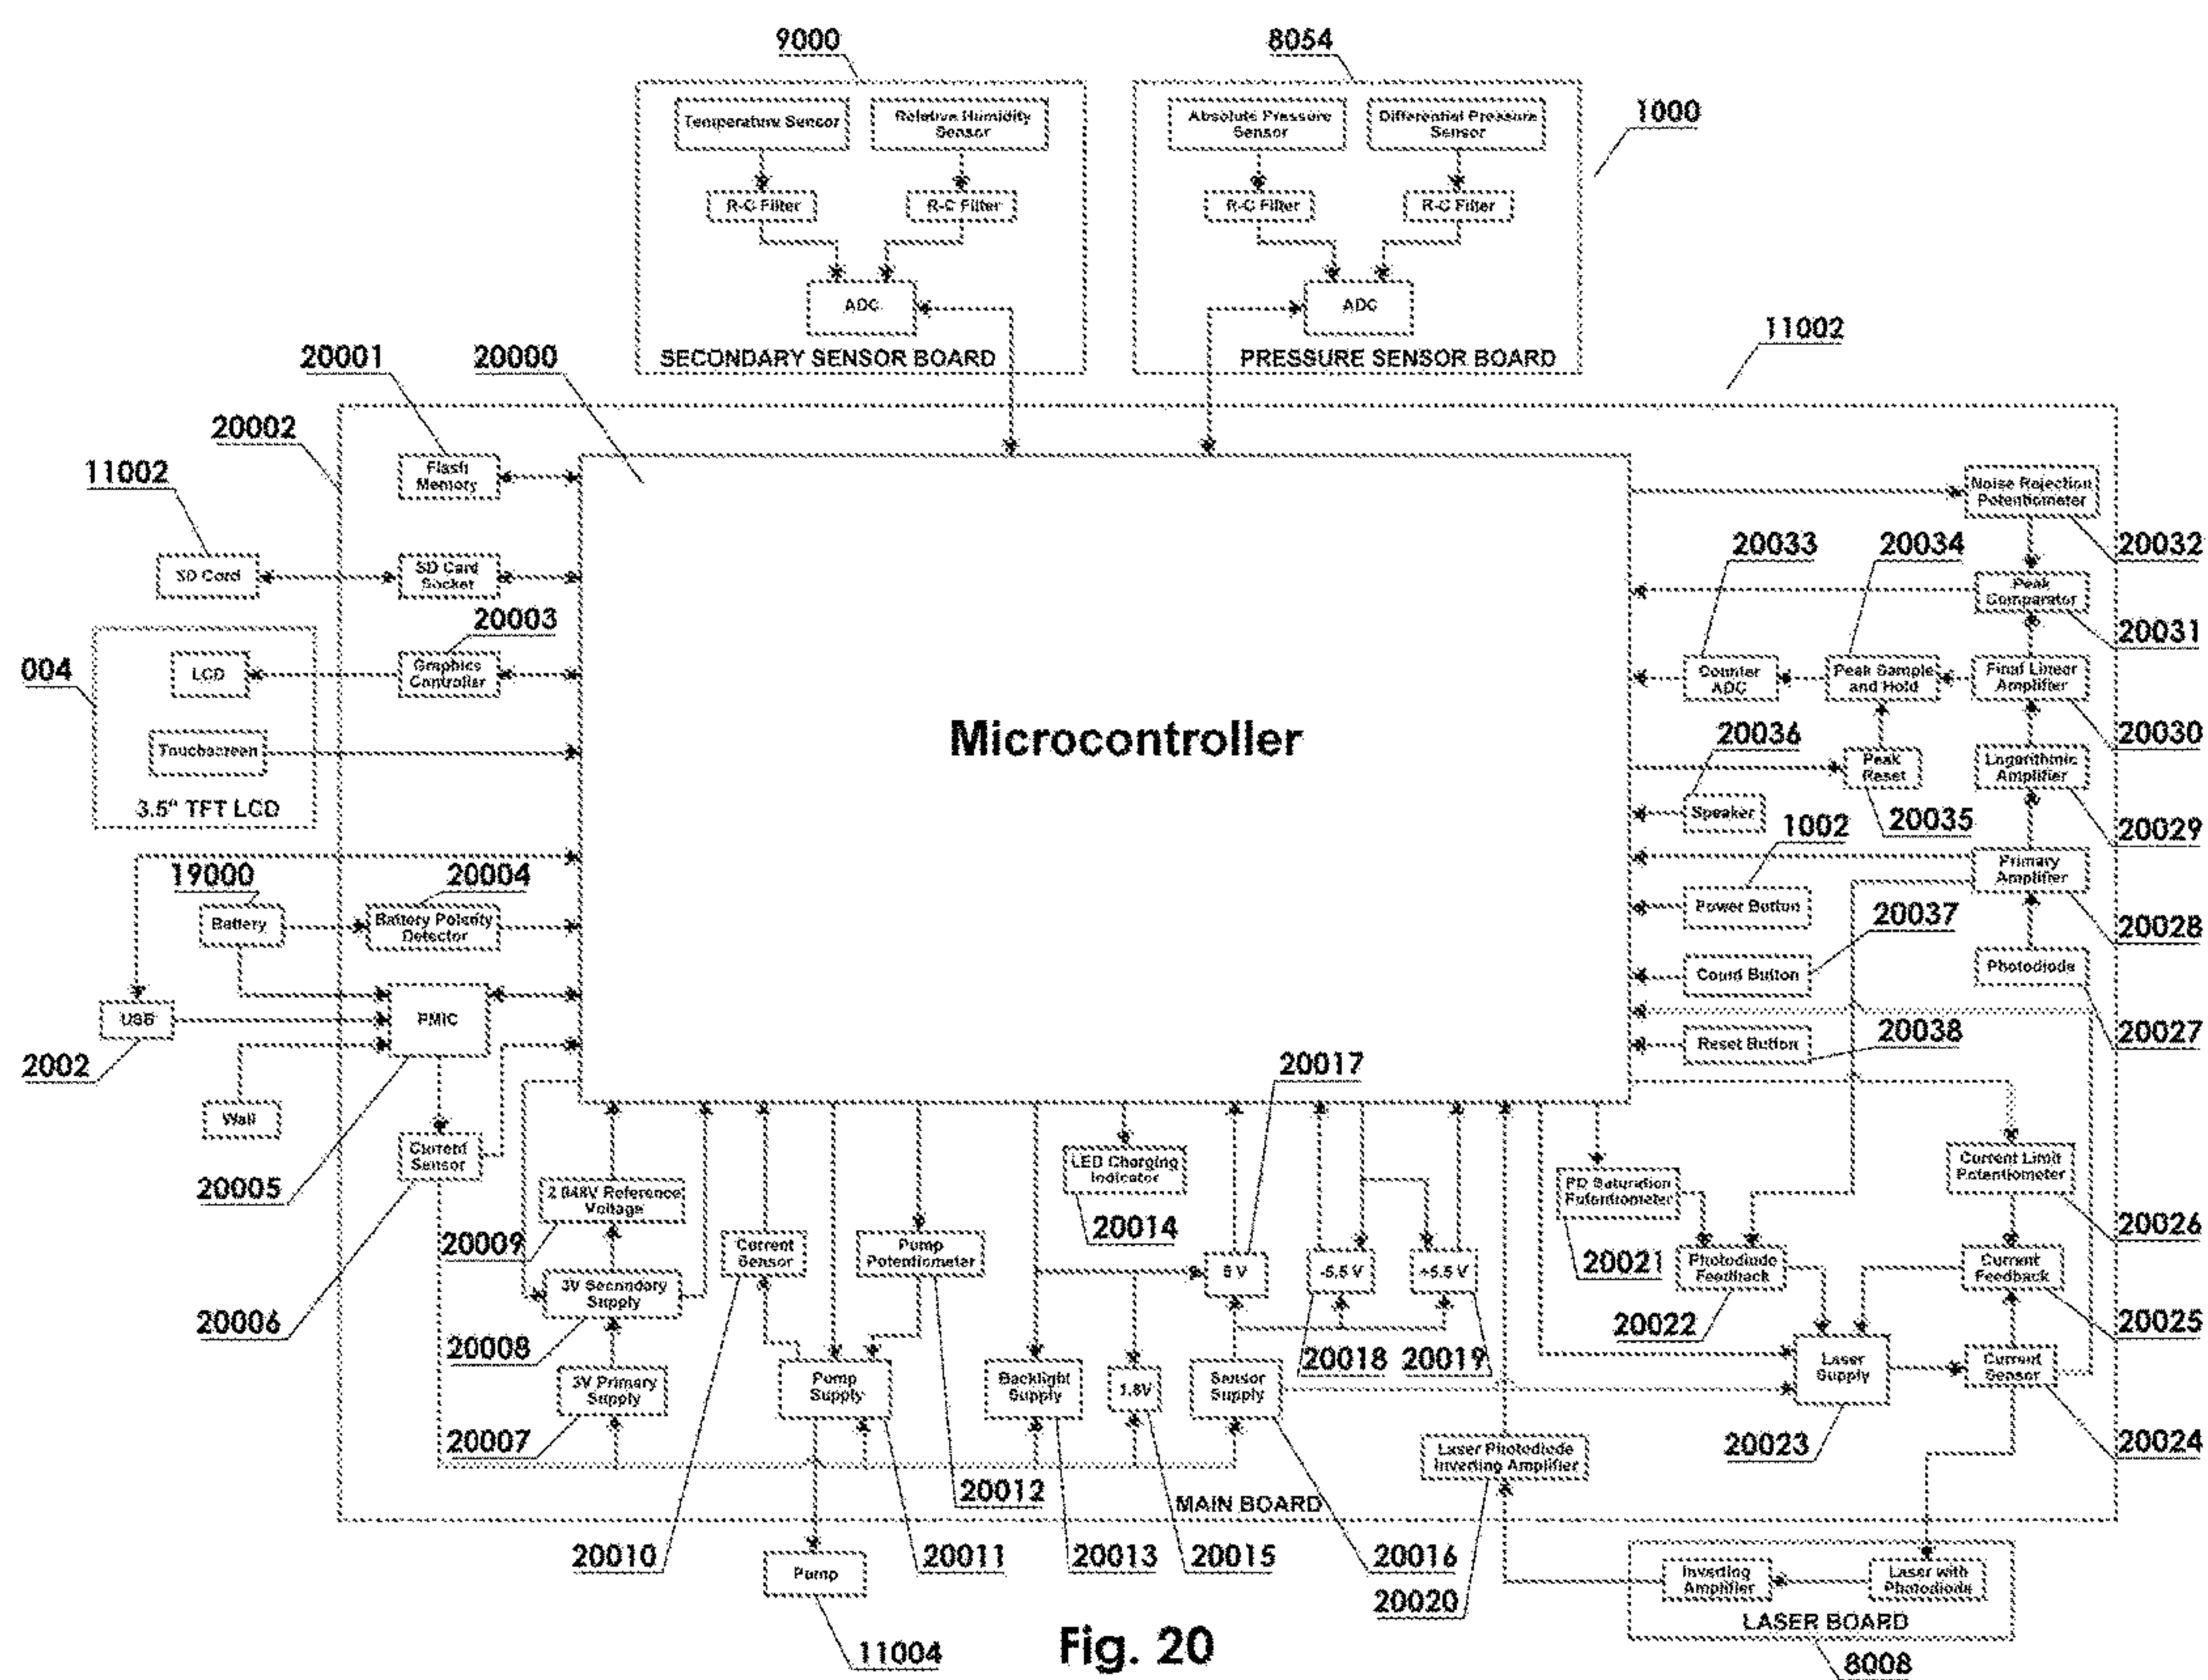 9000
8054
1000
Temperature Sensor
Relative Humidity
Sensor
Absolute Pressure
Sensor
Differential Pressure
Sensor
R-C Filter
R-C Filter
R-C Filter
R-C Filter
ADC
ADC
SECONDARY SENSOR BOARD
PRESSURE SENSOR BOARD
11002
20001
20000
20002
11002
Flash
Memory
SD Card
SD Card
Socket
20003
004
LCD
Graphics
Controller
Touchscreen
3.5" TFT LCD
19000
20004
Battery
Battery Polarity
Detector
USB
PMIC
2002
Wall
Current
Sensor
20005
20006
Microcontroller
Noise Rejection
Potentiometer
20032
20033
20034
Peak
Comparator
20031
Counter
ADC
Peak Sample
and Hold
Final Linear
Amplifier
20030
20036
Peak
Reset
Logarithmic
Amplifier
Speaker
1002
20035
20029
Primary
Amplifier
Power Button
20037
20028
Count Button
Photodiode
20027
Reset Button
20038
20017
2.048V Reference
Voltage
20009
3V Secondary
Supply
20008
3V Primary
Supply
20007
Current
Sensor
Pump
Potentiometer
Pump
Supply
LED Charging
Indicator
20014
Backlight
Supply
1.8V
Sensor
Supply
5 V
-5.5 V
+5.5 V
20018
20019
PD Saturation
Potentiometer
20021
Photodiode
Feedback
20022
Current Limit
Potentiometer
20026
Current
Feedback
20025
Laser
Supply
Current
Sensor
20023
20024
Laser Photodiode
Inverting Amplifier
20012
MAIN BOARD
20010
20011
20013
20015
20016
20020
Pump
11004
Inverting
Amplifier
Laser with
Photodiode
LASER BOARD
8008
Fig. 20